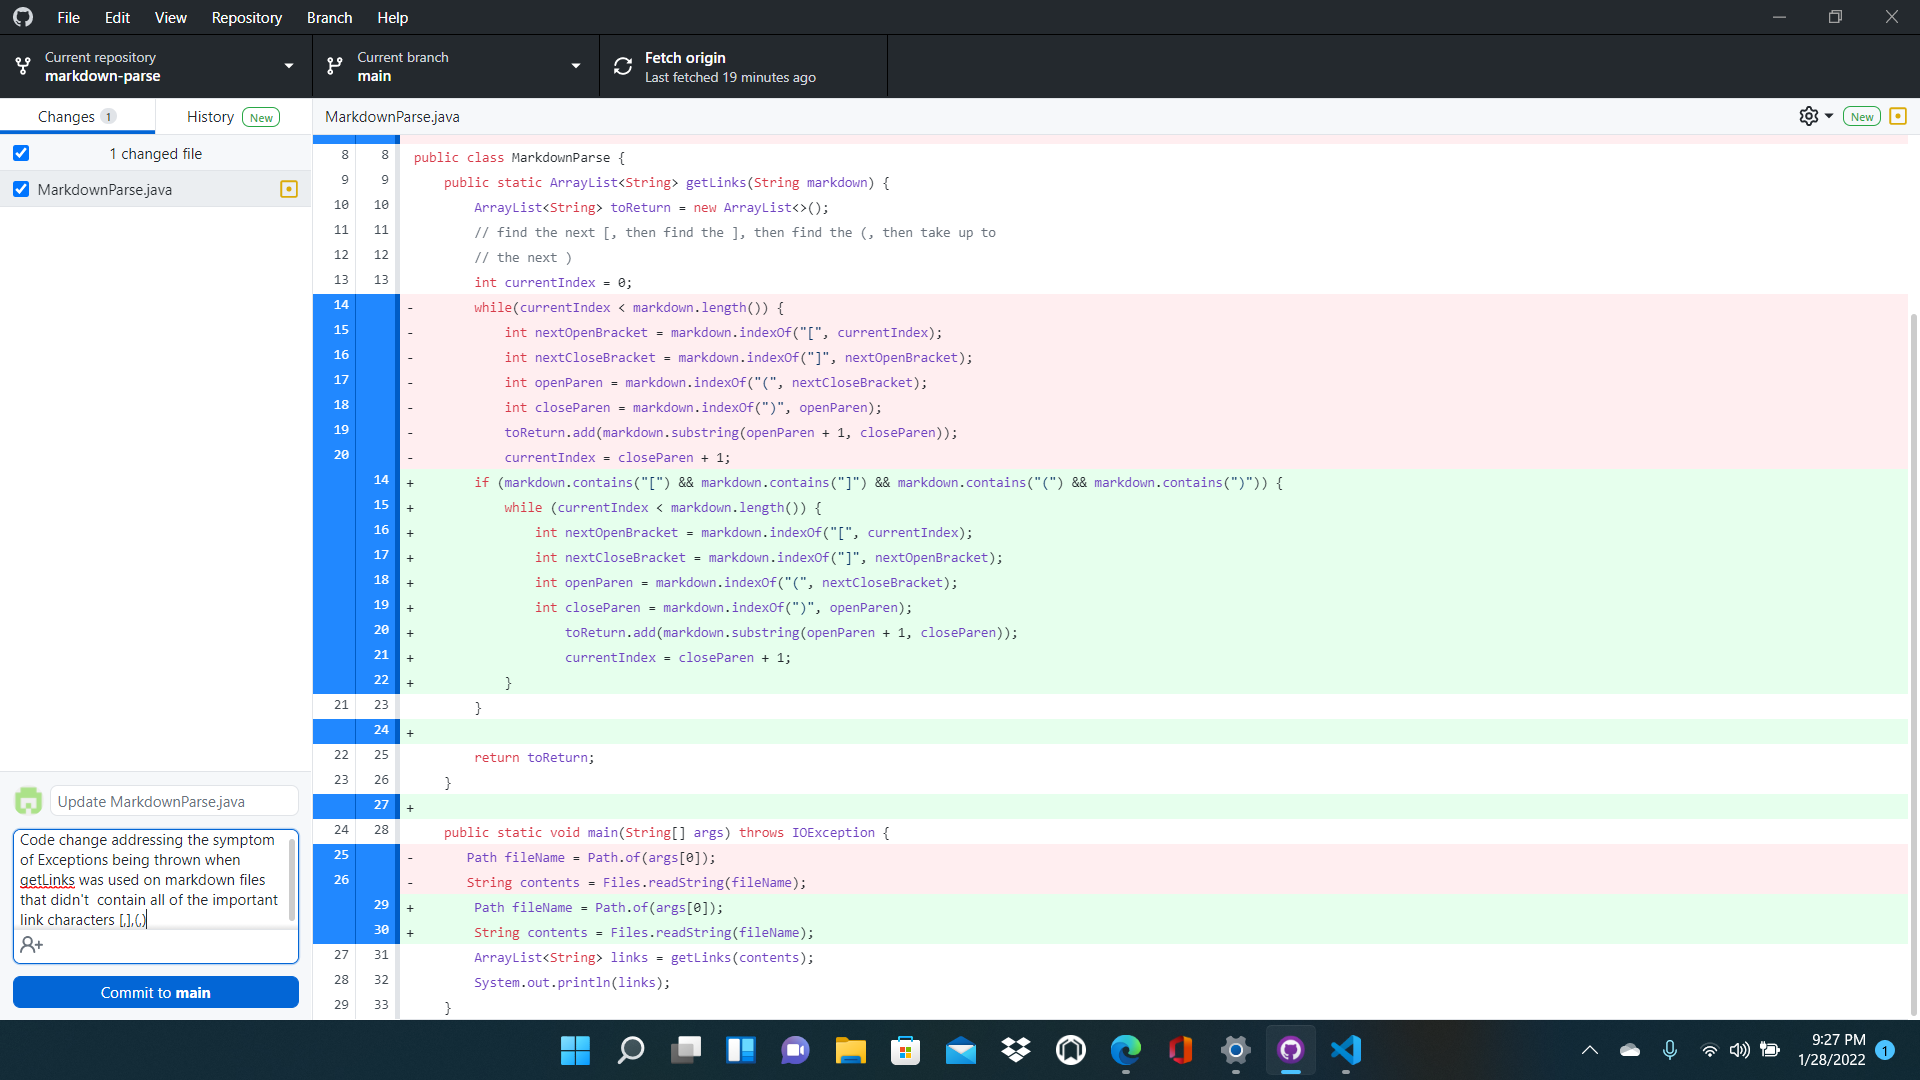 File Edit View Repository Branch Help
Current repository
markdown-parse
Current branch
main
Fetch origin
Last fetched 19 minutes ago
Changes 1
History New
MarkdownParse.java
New
1 changed file
MarkdownParse.java
8 8 public class MarkdownParse {
9 9 public static ArrayList<String> getLinks(String markdown) {
10 10 ArrayList<String> toReturn = new ArrayList<>();
11 11 // find the next [, then find the ], then find the (, then take up to
12 12 // the next )
13 13 int currentIndex = 0;
14 - while(currentIndex < markdown.length()) {
15 - int nextOpenBracket = markdown.indexOf("[", currentIndex);
16 - int nextCloseBracket = markdown.indexOf("]", nextOpenBracket);
17 - int openParen = markdown.indexOf("(", nextCloseBracket);
18 - int closeParen = markdown.indexOf(")", openParen);
19 - toReturn.add(markdown.substring(openParen + 1, closeParen));
20 - currentIndex = closeParen + 1;
14 + if (markdown.contains("[") && markdown.contains("]") && markdown.contains("(") && markdown.contains(")")) {
15 + while (currentIndex < markdown.length()) {
16 + int nextOpenBracket = markdown.indexOf("[", currentIndex);
17 + int nextCloseBracket = markdown.indexOf("]", nextOpenBracket);
18 + int openParen = markdown.indexOf("(", nextCloseBracket);
19 + int closeParen = markdown.indexOf(")", openParen);
20 + toReturn.add(markdown.substring(openParen + 1, closeParen));
21 + currentIndex = closeParen + 1;
22 + }
21 23 }
24 +
22 25 return toReturn;
23 26 }
27 +
24 28 public static void main(String[] args) throws IOException {
25 - Path fileName = Path.of(args[0]);
26 - String contents = Files.readString(fileName);
29 + Path fileName = Path.of(args[0]);
30 + String contents = Files.readString(fileName);
27 31 ArrayList<String> links = getLinks(contents);
28 32 System.out.println(links);
29 33 }
Update MarkdownParse.java
Code change addressing the symptom
of Exceptions being thrown when
getLinks was used on markdown files
that didn't  contain all of the important
link characters [,],(,)
Commit to main
9:27 PM
1/28/2022
1